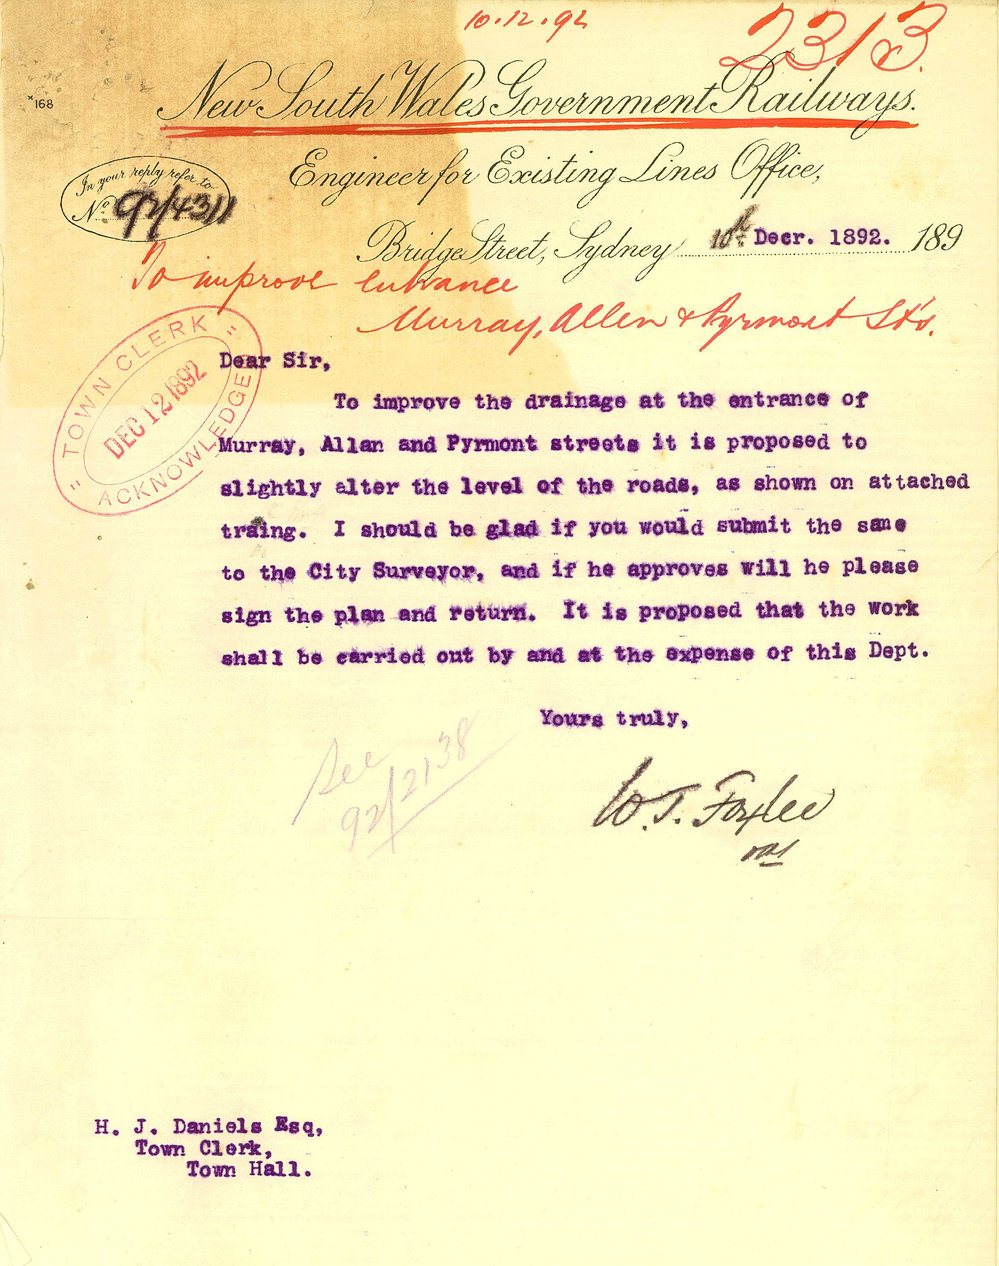 10.12.92
2313
*168
New South Wales Government Railways.
Engineer for Existing Lines Office,
In your reply refer to
No. 92/4311
Bridge Street, Sydney 10th Decr. 1892. 189
To improve entrance
Murray, Allen & Pyrmont Sts.
"TOWN CLERK"
DEC 12 1892
ACKNOWLEDGED
Dear Sir,
To improve the drainage at the entrance of
Murray, Allan and Pyrmont streets it is proposed to
slightly alter the level of the roads, as shown on attached
traing. I should be glad if you would submit the same
to the City Surveyor, and if he approves will he please
sign the plan and return. It is proposed that the work
shall be carried out by and at the expense of this Dept.
Yours truly,
See
92/2138
W. T. Foxlee
H. J. Daniels Esq,
Town Clerk,
Town Hall.